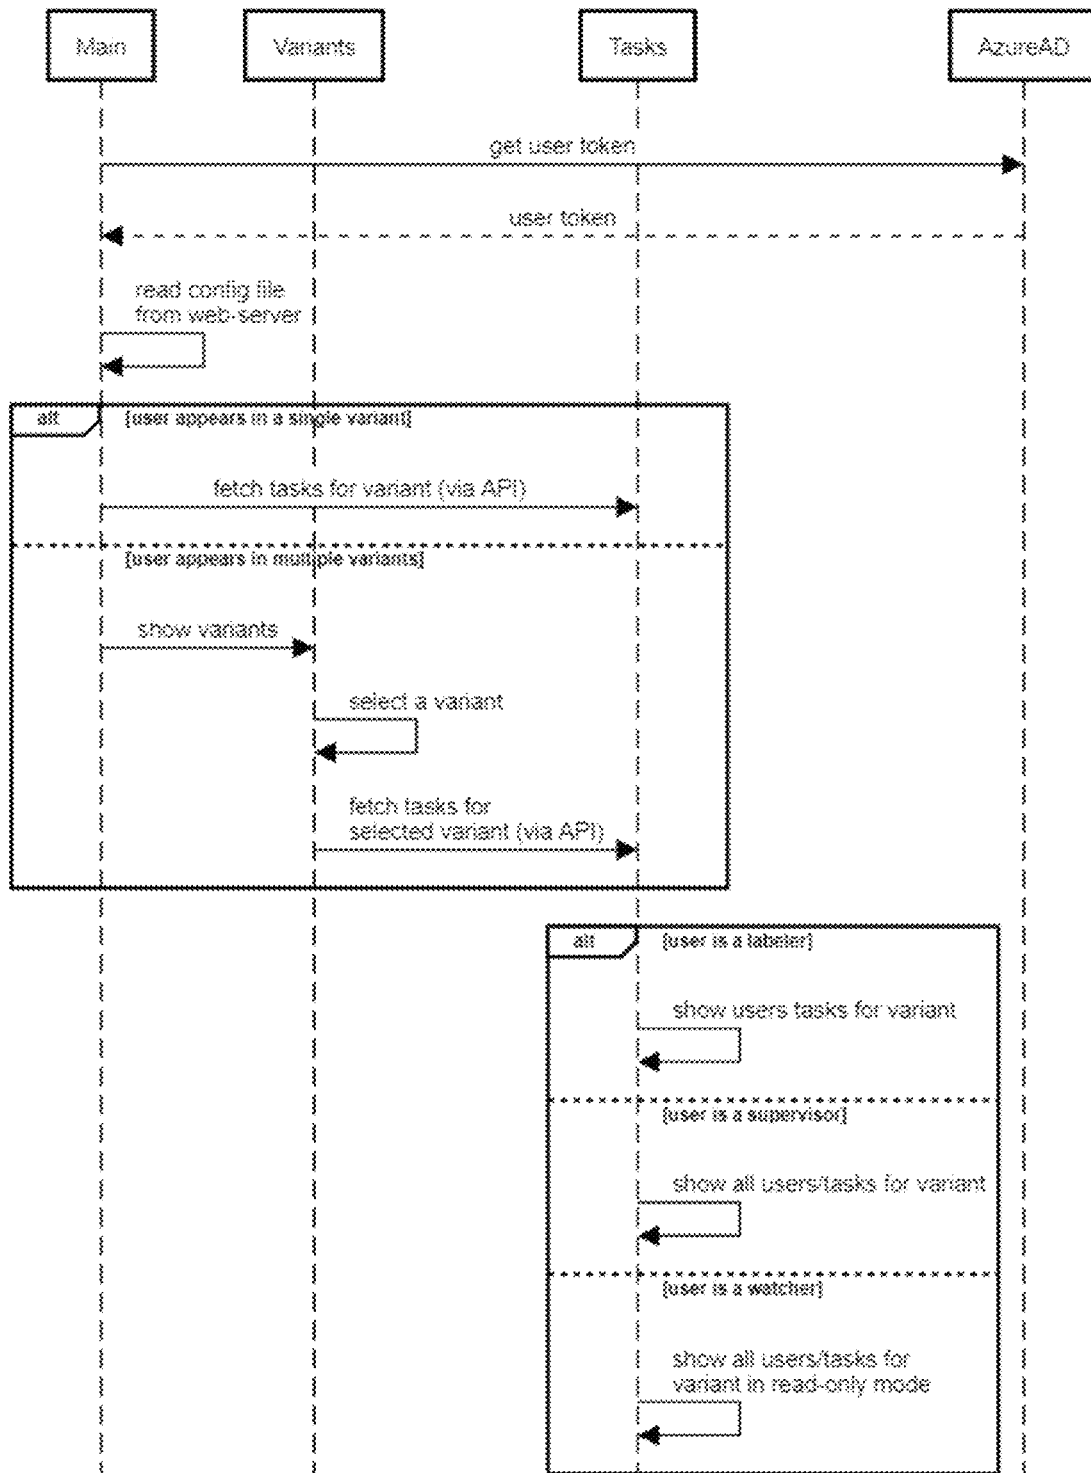 Main
Variants
Tasks
AzureAD
get user token
user token
read config file
from web-server
alt
[user appears in a single variant]
fetch tasks for variant (via API)
[user appears in multiple variants]
show variants
select a variant
fetch tasks for
selected variant (via API)
alt
[user is a labeler]
show users tasks for variant
[user is a supervisor]
show all users/tasks for variant
[user is a watcher]
show all users/tasks for
variant in read-only mode